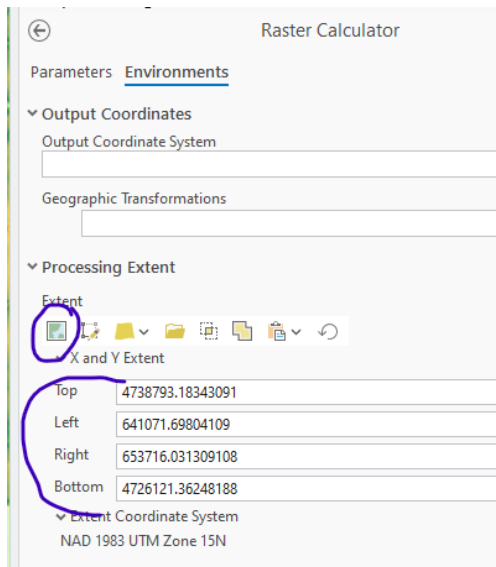 Raster Calculator
Parameters Environments
Output Coordinates
Output Coordinate System
Geographic Transformations
Processing Extent
Extent
X and Y Extent
Top 4738793.18343091
Left 641071.69804109
Right 653716.031309108
Bottom 4726121.36248188
Extent Coordinate System
NAD 1983 UTM Zone 15N